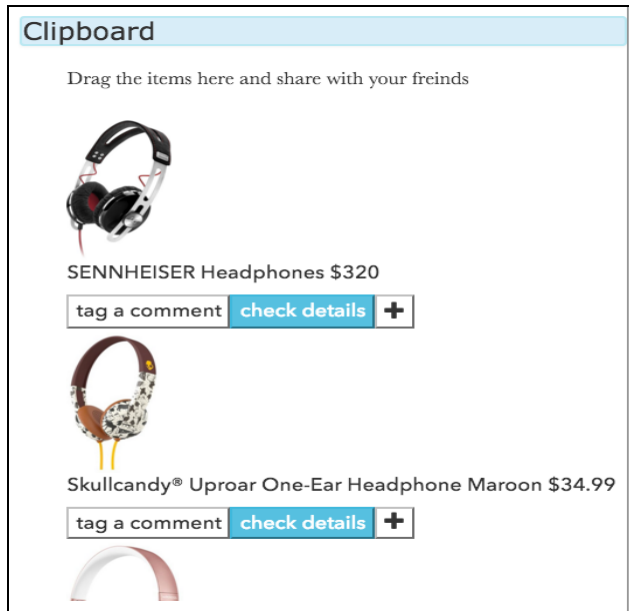 Clipboard
Drag the items here and share with your freinds
SENNHEISER Headphones $320
tag a comment check details +
Skullcandy® Uproar One-Ear Headphone Maroon $34.99
tag a comment check details +